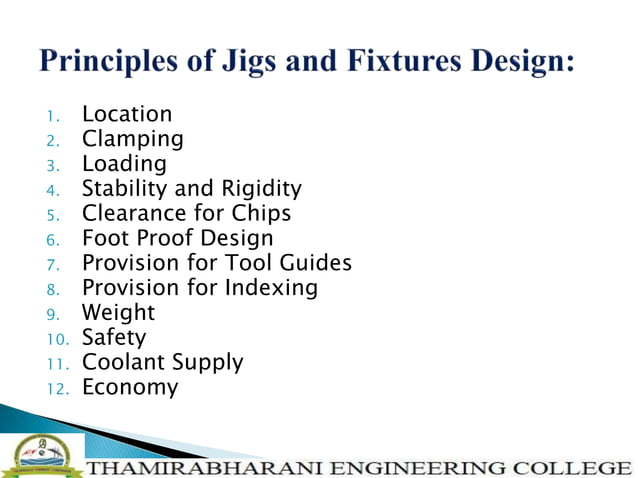 Principles of Jigs and Fixtures Design:
1. Location
2. Clamping
3. Loading
4. Stability and Rigidity
5. Clearance for Chips
6. Foot Proof Design
7. Provision for Tool Guides
8. Provision for Indexing
9. Weight
10. Safety
11. Coolant Supply
12. Economy
THAMIRABHARANI ENGINEERING COLLEGE